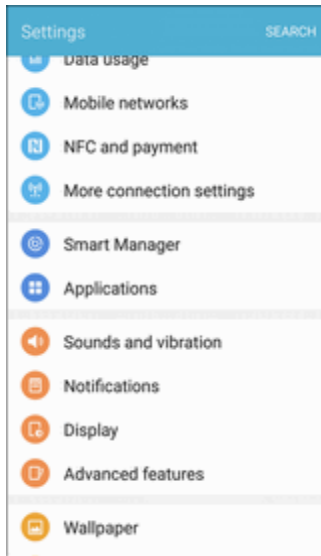 Settings
SEARCH
Data usage
Mobile networks
NFC and payment
More connection settings
Smart Manager
Applications
Sounds and vibration
Notifications
Display
Advanced features
Wallpaper